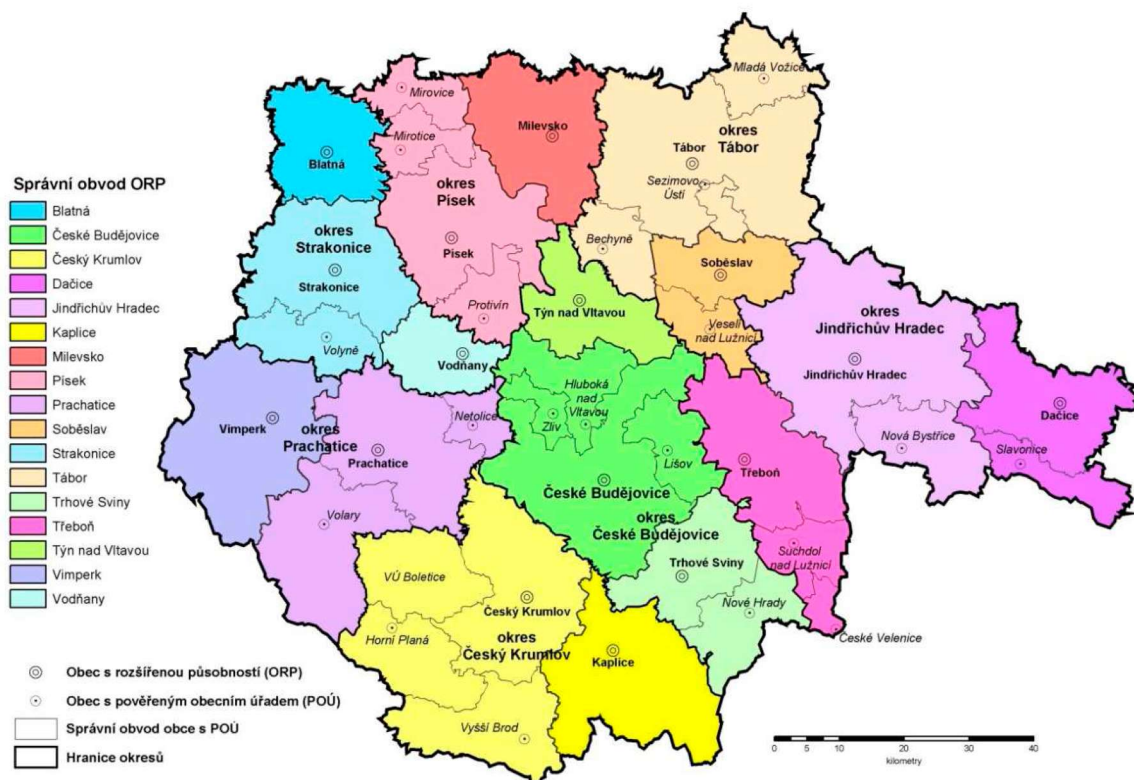 Mladá Vožice
Mirovice
Milevsko
okres
Tábor
Mirotice
Tábor
Blatná
Sezimovo
Ústí
okres
Písek
Správní obvod ORP
Blatná
České Budějovice
Český Krumlov
Dačice
Jindřichův Hradec
Kaplice
Milevsko
Písek
Prachatice
Soběslav
Strakonice
Tábor
Trhové Sviny
Třeboň
Týn nad Vltavou
Vimperk
Vodňany
okres
Strakonice
Strakonice
Písek
Bechyně
Soběslav
Protivín
Týn nad Vltavou
Veselí
nad Lužnicí
okres
Jindřichův Hradec
Jindřichův Hradec
Volyně
Vodňany
Hluboká
nad
Vltavou
Zliv
Netolice
Vimperk
okres
Prachatice
Prachatice
Dačice
Nová Bystřice
Slavonice
Lišov
Třeboň
České Budějovice
okres
České Budějovice
Volary
Suchdol
nad Lužnicí
Trhové Sviny
VÚ Boletice
Český Krumlov
Nové Hrady
České Velenice
Horní Planá
okres
Český Krumlov
Kaplice
Vyšší Brod
Obec s rozšířenou působností (ORP)
Obec s pověřeným obecním úřadem (POÚ)
Správní obvod obce s POÚ
Hranice okresů
0 5 10 20 30 40
kilometry